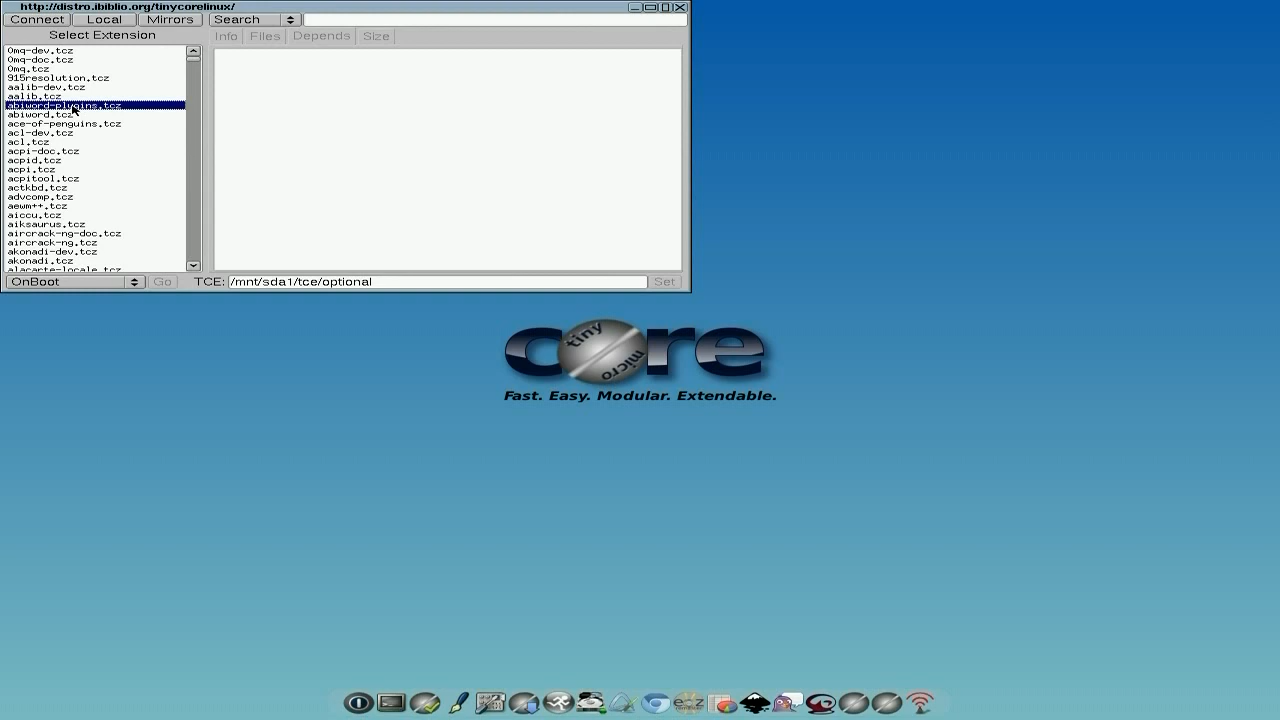 http://distro.ibiblio.org/tinycorelinux/
Connect Local Mirrors Search
Select Extension Info Files Depends Size
0mq-dev.tcz
0mq-doc.tcz
0mq.tcz
915resolution.tcz
aalib-dev.tcz
aalib.tcz
abiword-plugins.tcz
abiword.tcz
ace-of-penguins.tcz
acl-dev.tcz
acl.tcz
acpi-doc.tcz
acpid.tcz
acpi.tcz
acpitool.tcz
actkbd.tcz
advcomp.tcz
aewm++.tcz
aiccu.tcz
aiksaurus.tcz
aircrack-ng-doc.tcz
aircrack-ng.tcz
akonadi-dev.tcz
akonadi.tcz
alacarte-locale.tcz
OnBoot Go TCE: /mnt/sda1/tce/optional Set
core
tiny
micro
Fast. Easy. Modular. Extendable.